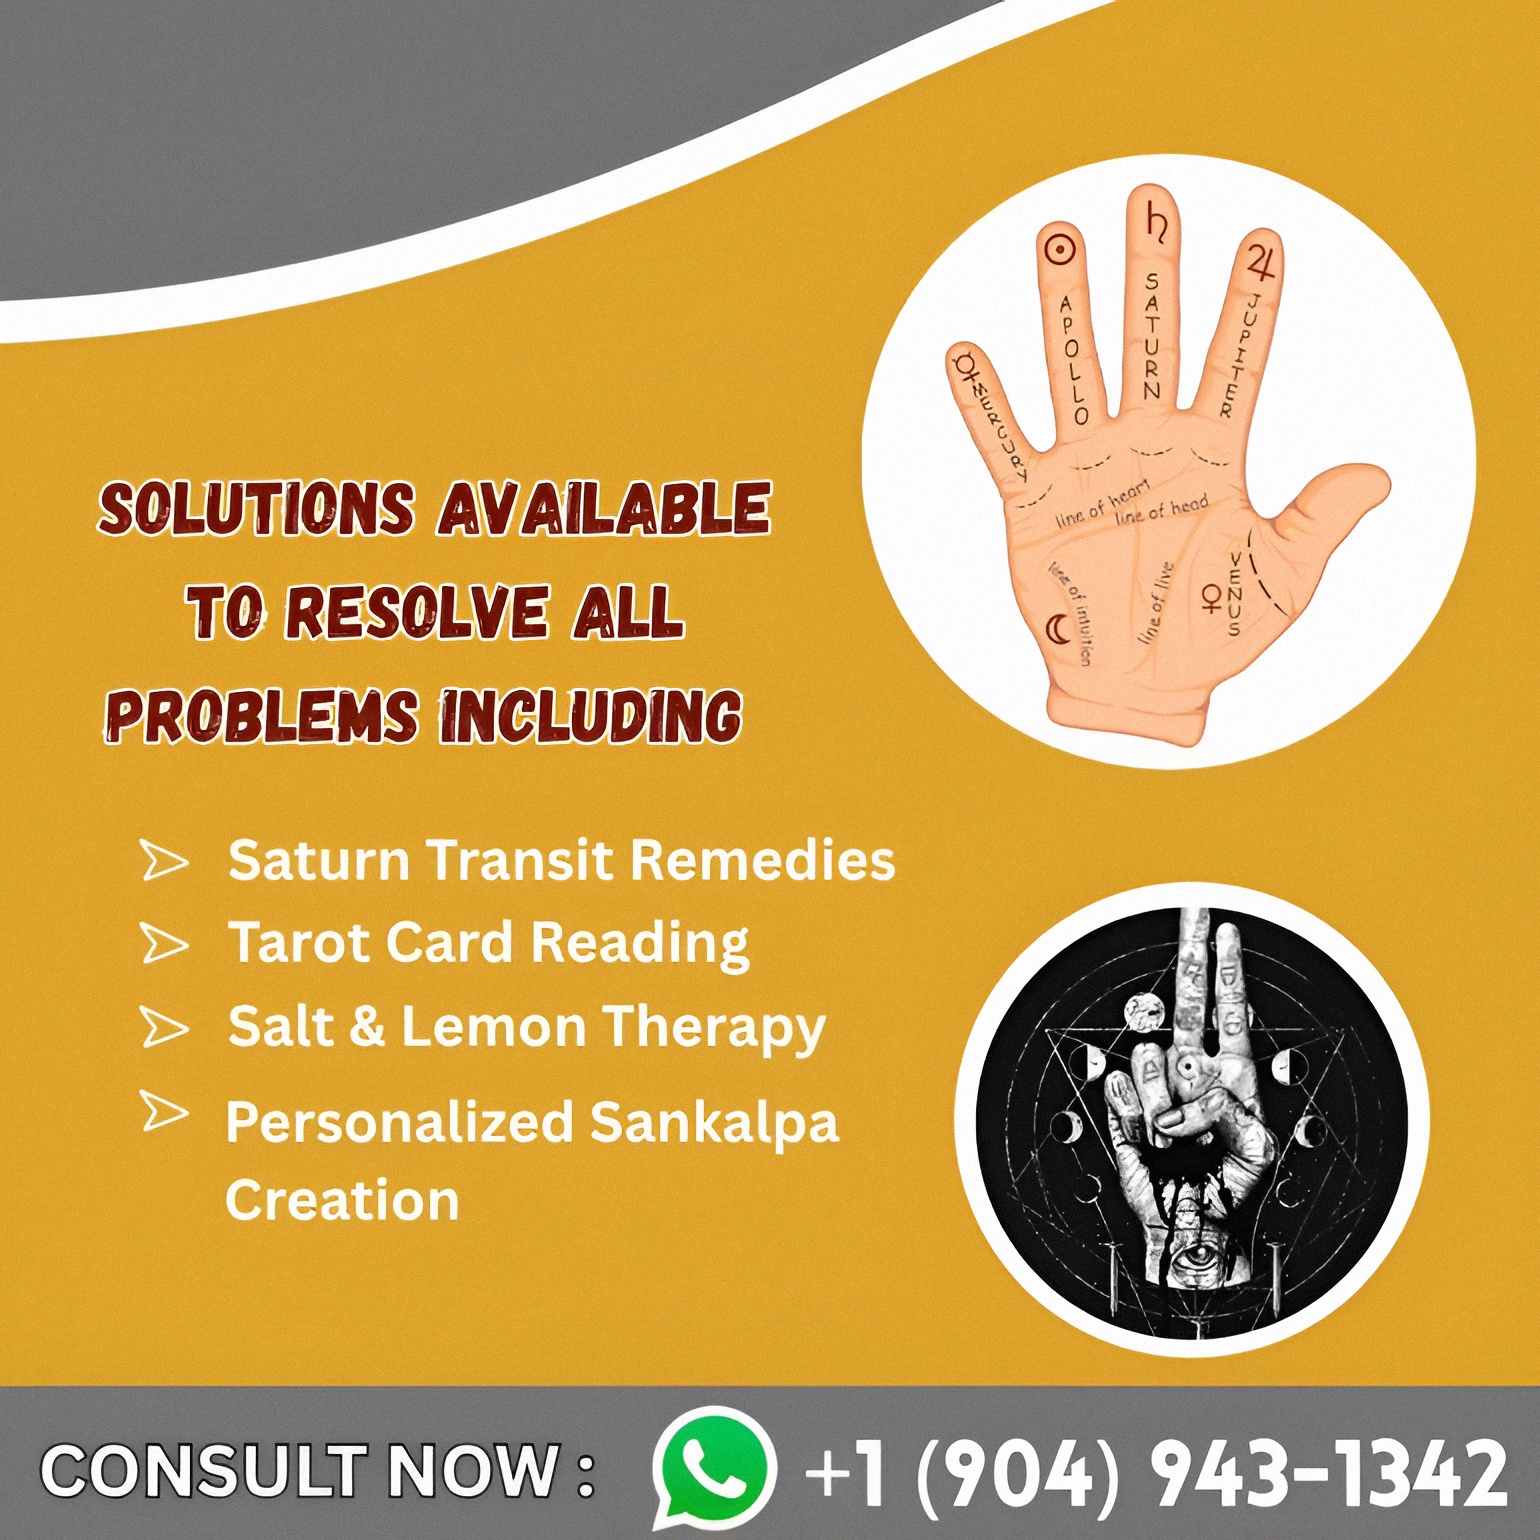 SOLUTIONS AVAILABLE
TO RESOLVE ALL
PROBLEMS INCLUDING
Saturn Transit Remedies
Tarot Card Reading
Salt & Lemon Therapy
Personalized Sankalpa
Creation
MERCURY
APOLLO
SATURN
JUPITER
line of heart
line of head
line of intuition
line of live
VENUS
CONSULT NOW : +1 (904) 943-1342